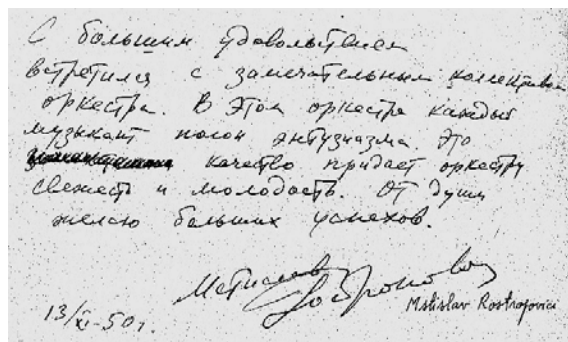 С большим удовольствием
встретился с замечательным коллективом
оркестра. В этом оркестре каждый
музыкант полон энтузиазма это
качество придает оркестру
свежесть и молодость. От души
желаю больших успехов.
Мстислав Ростропович
Mstislav Rostropovici
13/XI-50г.